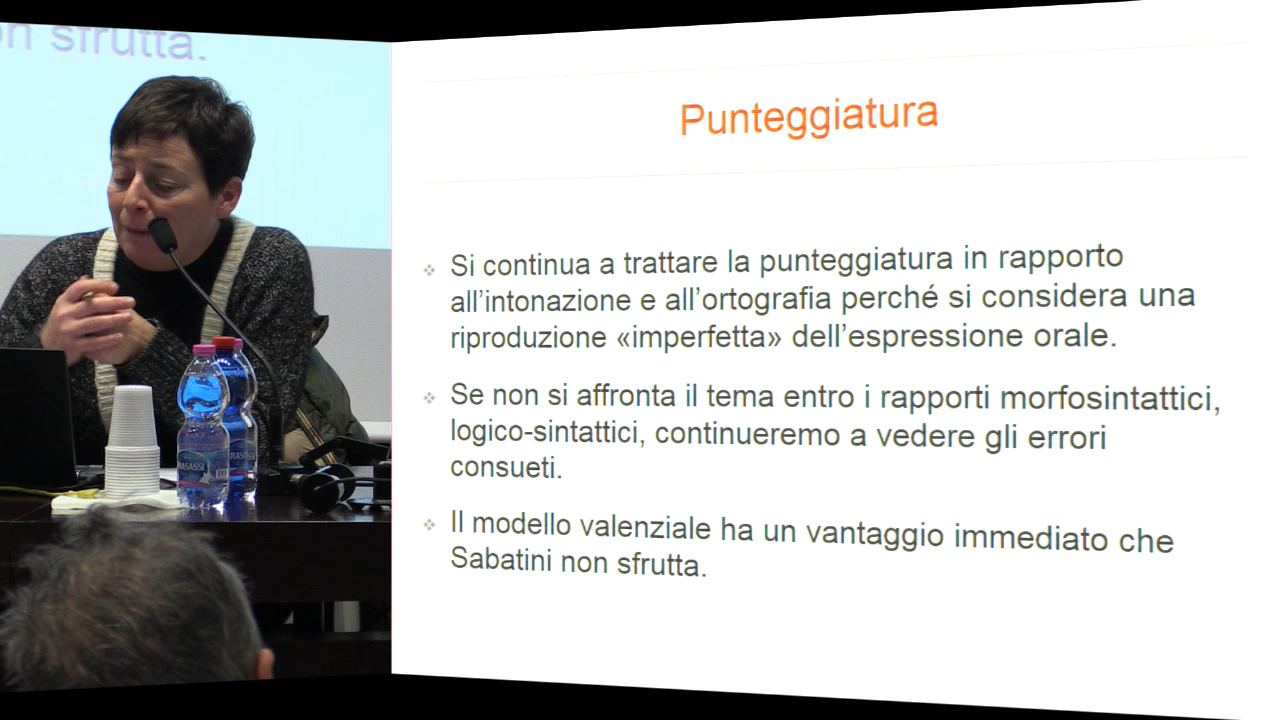 on sfrutta.
Punteggiatura
Si continua a trattare la punteggiatura in rapporto
all'intonazione e all'ortografia perché si considera una
riproduzione «imperfetta» dell'espressione orale.
Se non si affronta il tema entro i rapporti morfosintattici,
logico-sintattici, continueremo a vedere gli errori
consueti.
Il modello valenziale ha un vantaggio immediato che
Sabatini non sfrutta.
RASASSI
RASASSI